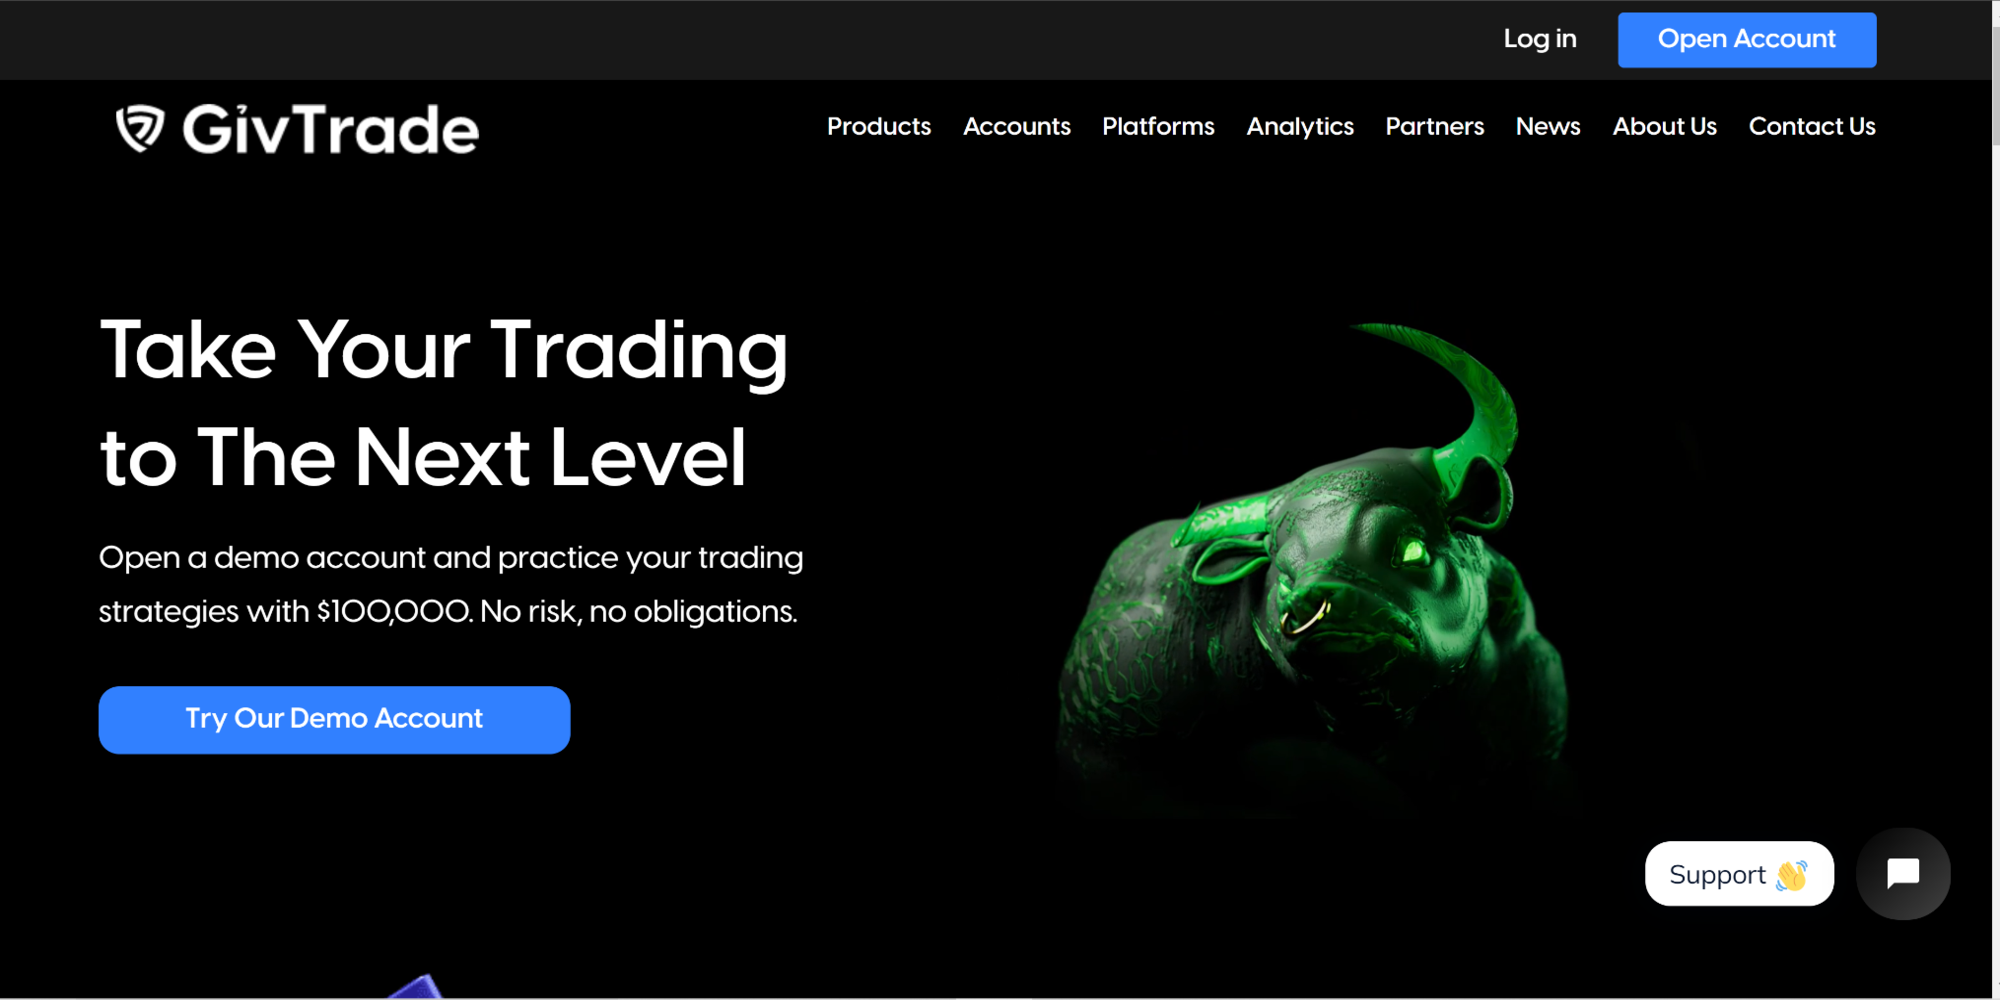 Log in
Open Account
GivTrade
Products
Accounts
Platforms
Analytics
Partners
News
About Us
Contact Us
Take Your Trading
to The Next Level
Open a demo account and practice your trading
strategies with $100,000. No risk, no obligations.
Try Our Demo Account
Support 👋